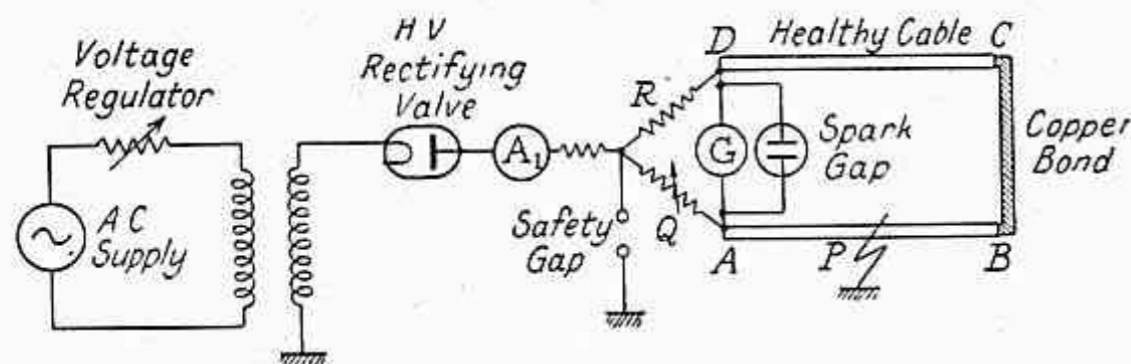 Voltage
Regulator
A C
Supply
H V
Rectifying
Valve
A1
Safety
Gap
R
Q
D
Healthy Cable
C
G
Spark
Gap
Copper
Bond
A
P
B